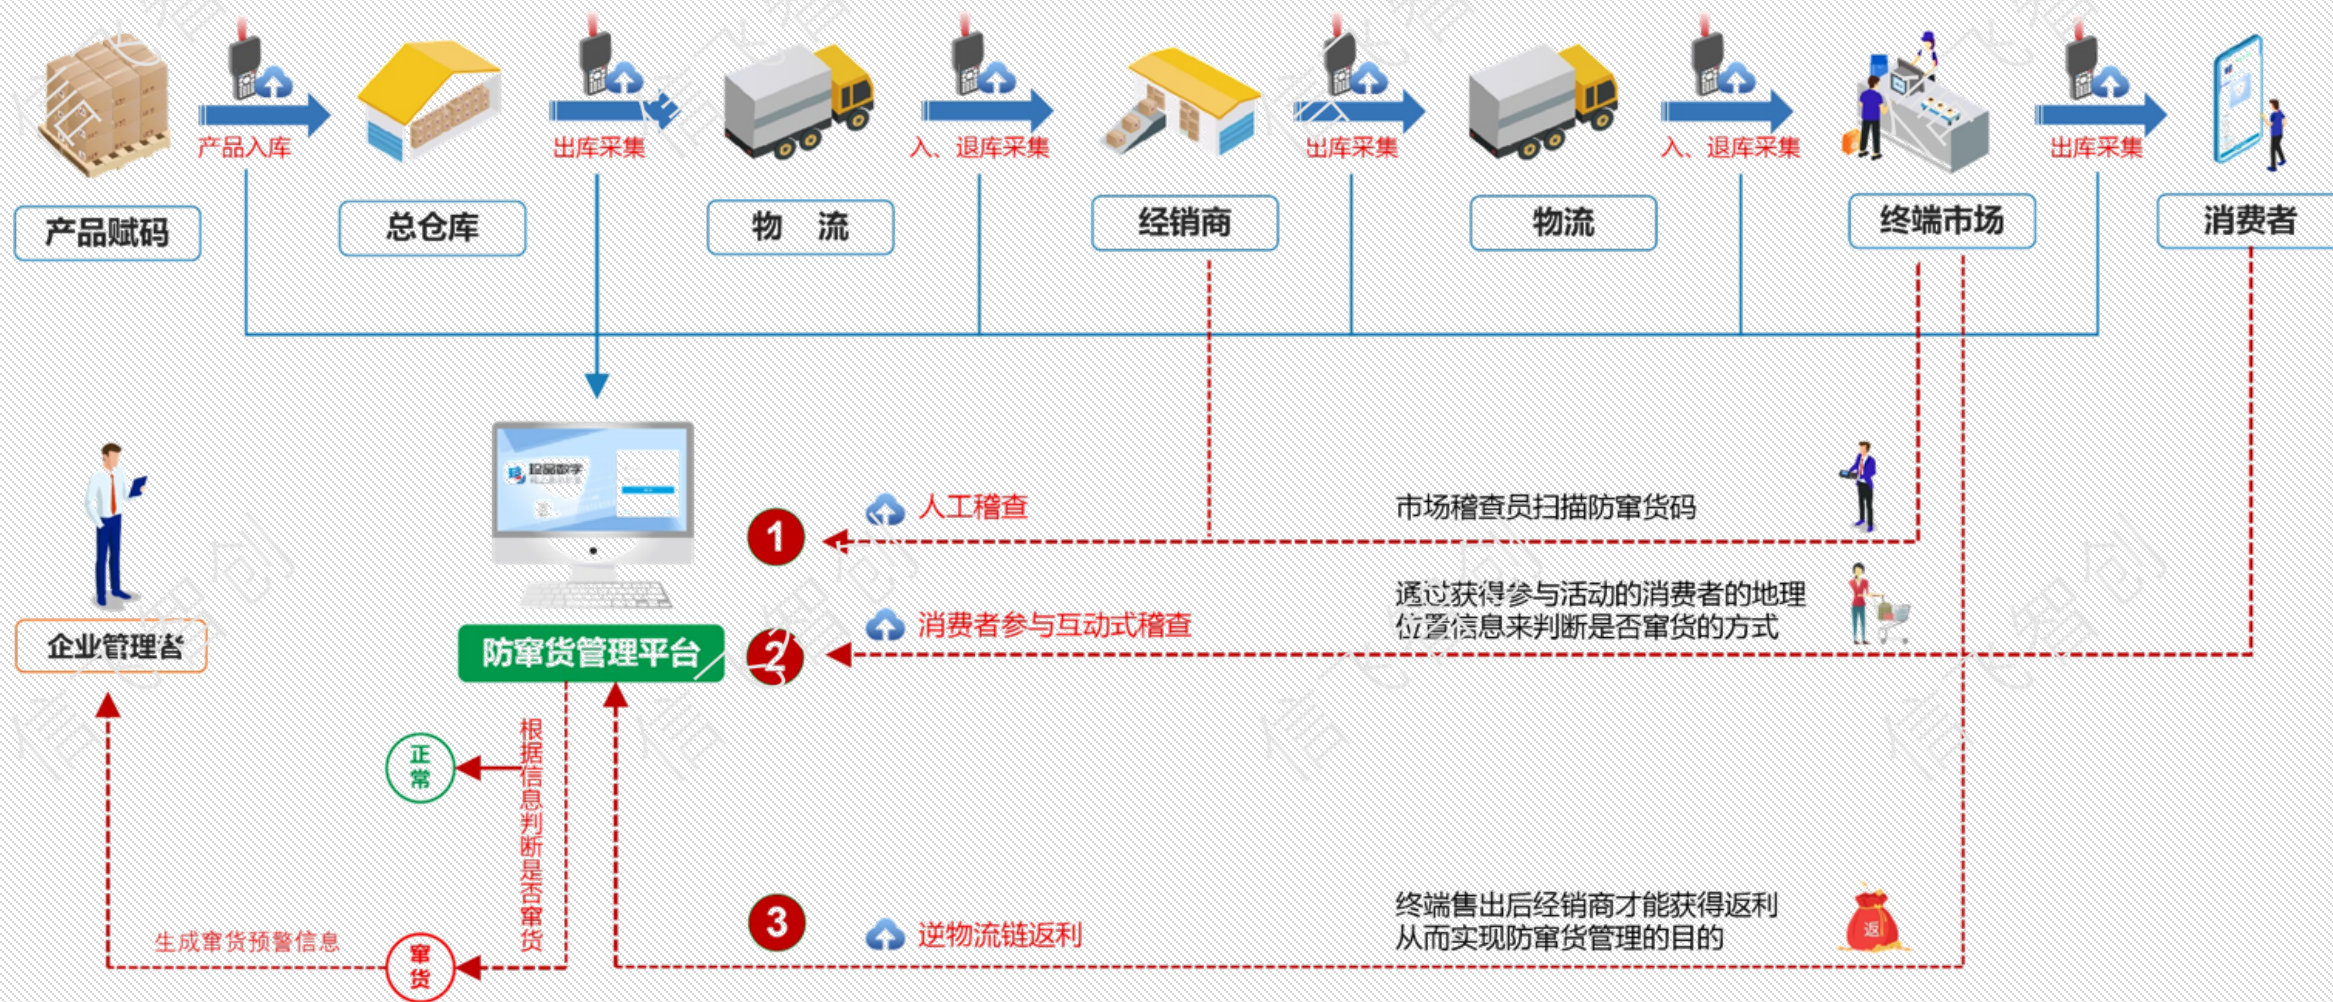 产品入库
出库采集
入、退库采集
出库采集
入、退库采集
出库采集
产品赋码
总仓库
物 流
经销商
物流
终端市场
消费者
珍品数字
1
人工稽查
市场稽查员扫描防窜货码
2
消费者参与互动式稽查
通过获得参与活动的消费者的地理
位置信息来判断是否窜货的方式
企业管理者
防窜货管理平台
正常
根据信息判断是否窜货
3
逆物流链返利
终端售出后经销商才能获得返利
从而实现防窜货管理的目的
返
生成窜货预警信息
窜货